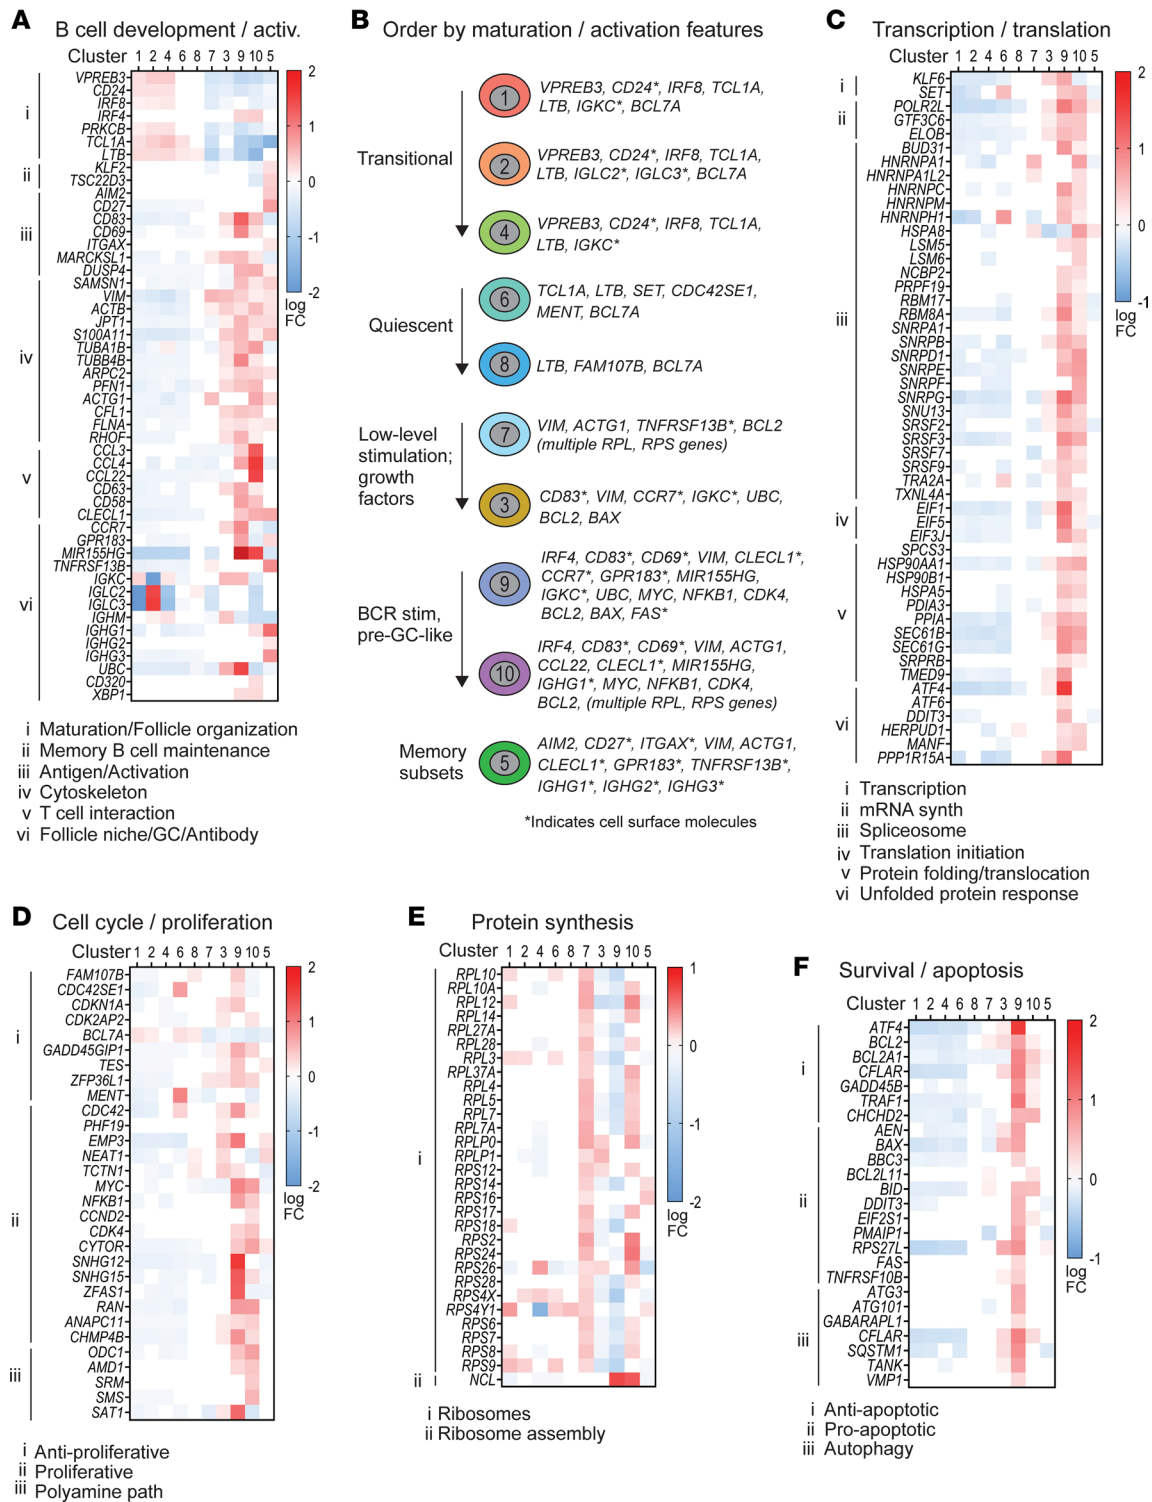 A
B cell development / activ.
Cluster 1 2 4 6 8 7 3 9 10 5
i
VPREB3
CD24
IRF8
IRF4
PRKCB
TCL1A
LTB
ii
KLF2
TSC22D3
iii
AIM2
CD27
CD83
CD69
ITGAX
MARCKSL1
DUSP4
iv
SAMSN1
VIM
ACTB
JPT1
S100A11
TUBA1B
TUBB4B
ARPC2
PFN1
ACTG1
CFL1
FLNA
RHOF
v
CCL3
CCL4
CCL22
CD63
CD58
CLECL1
vi
CCR7
GPR183
MIR155HG
TNFRSF13B
IGKC
IGLC2
IGLC3
IGHM
IGHG1
IGHG2
IGHG3
UBC
CD320
XBP1
2
1
0
-1
-2
log
FC
i Maturation/Follicle organization
ii Memory B cell maintenance
iii Antigen/Activation
iv Cytoskeleton
v T cell interaction
vi Follicle niche/GC/Antibody
B
Order by maturation / activation features
Transitional
1
VPREB3, CD24*, IRF8, TCL1A,
LTB, IGKC*, BCL7A
2
VPREB3, CD24*, IRF8, TCL1A,
LTB, IGLC2*, IGLC3*, BCL7A
4
VPREB3, CD24*, IRF8, TCL1A,
LTB, IGKC*
Quiescent
6
TCL1A, LTB, SET, CDC42SE1,
MENT, BCL7A
8
LTB, FAM107B, BCL7A
Low-level
stimulation;
growth
factors
7
VIM, ACTG1, TNFRSF13B*, BCL2
(multiple RPL, RPS genes)
3
CD83*, VIM, CCR7*, IGKC*, UBC,
BCL2, BAX
BCR stim,
pre-GC-like
9
IRF4, CD83*, CD69*, VIM, CLECL1*,
CCR7*, GPR183*, MIR155HG,
IGKC*, UBC, MYC, NFKB1, CDK4,
BCL2, BAX, FAS*
10
IRF4, CD83*, CD69*, VIM, ACTG1,
CCL22, CLECL1*, MIR155HG,
IGHG1*, MYC, NFKB1, CDK4,
BCL2, (multiple RPL, RPS genes)
Memory
subsets
5
AIM2, CD27*, ITGAX*, VIM, ACTG1,
CLECL1*, GPR183*, TNFRSF13B*,
IGHG1*, IGHG2*, IGHG3*
*Indicates cell surface molecules
C
Transcription / translation
Cluster 1 2 4 6 8 7 3 9 10 5
i
KLF6
SET
ii
POLR2L
GTF3C6
ELOB
iii
BUD31
HNRNPA1
HNRNPA1L2
HNRNPC
HNRNPM
HNRNPH1
HSPA8
LSM5
LSM6
NCBP2
PRPF19
RBM17
RBM8A
SNRPA1
SNRPB
SNRPD1
SNRPE
SNRPF
SNRPG
SNU13
SRSF2
SRSF3
SRSF7
SRSF9
TRA2A
TXNL4A
iv
EIF1
EIF5
EIF3J
v
SPCS3
HSP90AA1
HSP90B1
HSPA5
PDIA3
PPIA
SEC61B
SEC61G
SRPRB
TMED9
vi
ATF4
ATF6
DDIT3
HERPUD1
MANF
PPP1R15A
2
1
0
-1
log
FC
i Transcription
ii mRNA synth
iii Spliceosome
iv Translation initiation
v Protein folding/translocation
vi Unfolded protein response
D
Cell cycle / proliferation
Cluster 1 2 4 6 8 7 3 9 10 5
i
FAM107B
CDC42SE1
CDKN1A
CDK2AP2
BCL7A
GADD45GIP1
TES
ZFP36L1
MENT
ii
CDC42
PHF19
EMP3
NEAT1
TCTN1
MYC
NFKB1
CCND2
CDK4
CYTOR
SNHG12
SNHG15
ZFAS1
RAN
ANAPC11
CHMP4B
iii
ODC1
AMD1
SRM
SMS
SAT1
2
1
0
-1
-2
log
FC
i Anti-proliferative
ii Proliferative
iii Polyamine path
E
Protein synthesis
Cluster 1 2 4 6 8 7 3 9 10 5
i
RPL10
RPL10A
RPL12
RPL14
RPL27A
RPL28
RPL3
RPL37A
RPL4
RPL5
RPL7
RPL7A
RPLP0
RPLP1
RPS12
RPS14
RPS16
RPS17
RPS18
RPS2
RPS24
RPS26
RPS28
RPS4X
RPS4Y1
RPS6
RPS7
RPS8
RPS9
ii
NCL
1
0
-1
-2
log
FC
i Ribosomes
ii Ribosome assembly
F
Survival / apoptosis
Cluster 1 2 4 6 8 7 3 9 10 5
i
ATF4
BCL2
BCL2A1
CFLAR
GADD45B
TRAF1
CHCHD2
ii
AEN
BAX
BBC3
BCL2L11
BID
DDIT3
EIF2S1
PMAIP1
RPS27L
FAS
TNFRSF10B
iii
ATG3
ATG101
GABARAPL1
CFLAR
SQSTM1
TANK
VMP1
2
1
0
-1
log
FC
i Anti-apoptotic
ii Pro-apoptotic
iii Autophagy